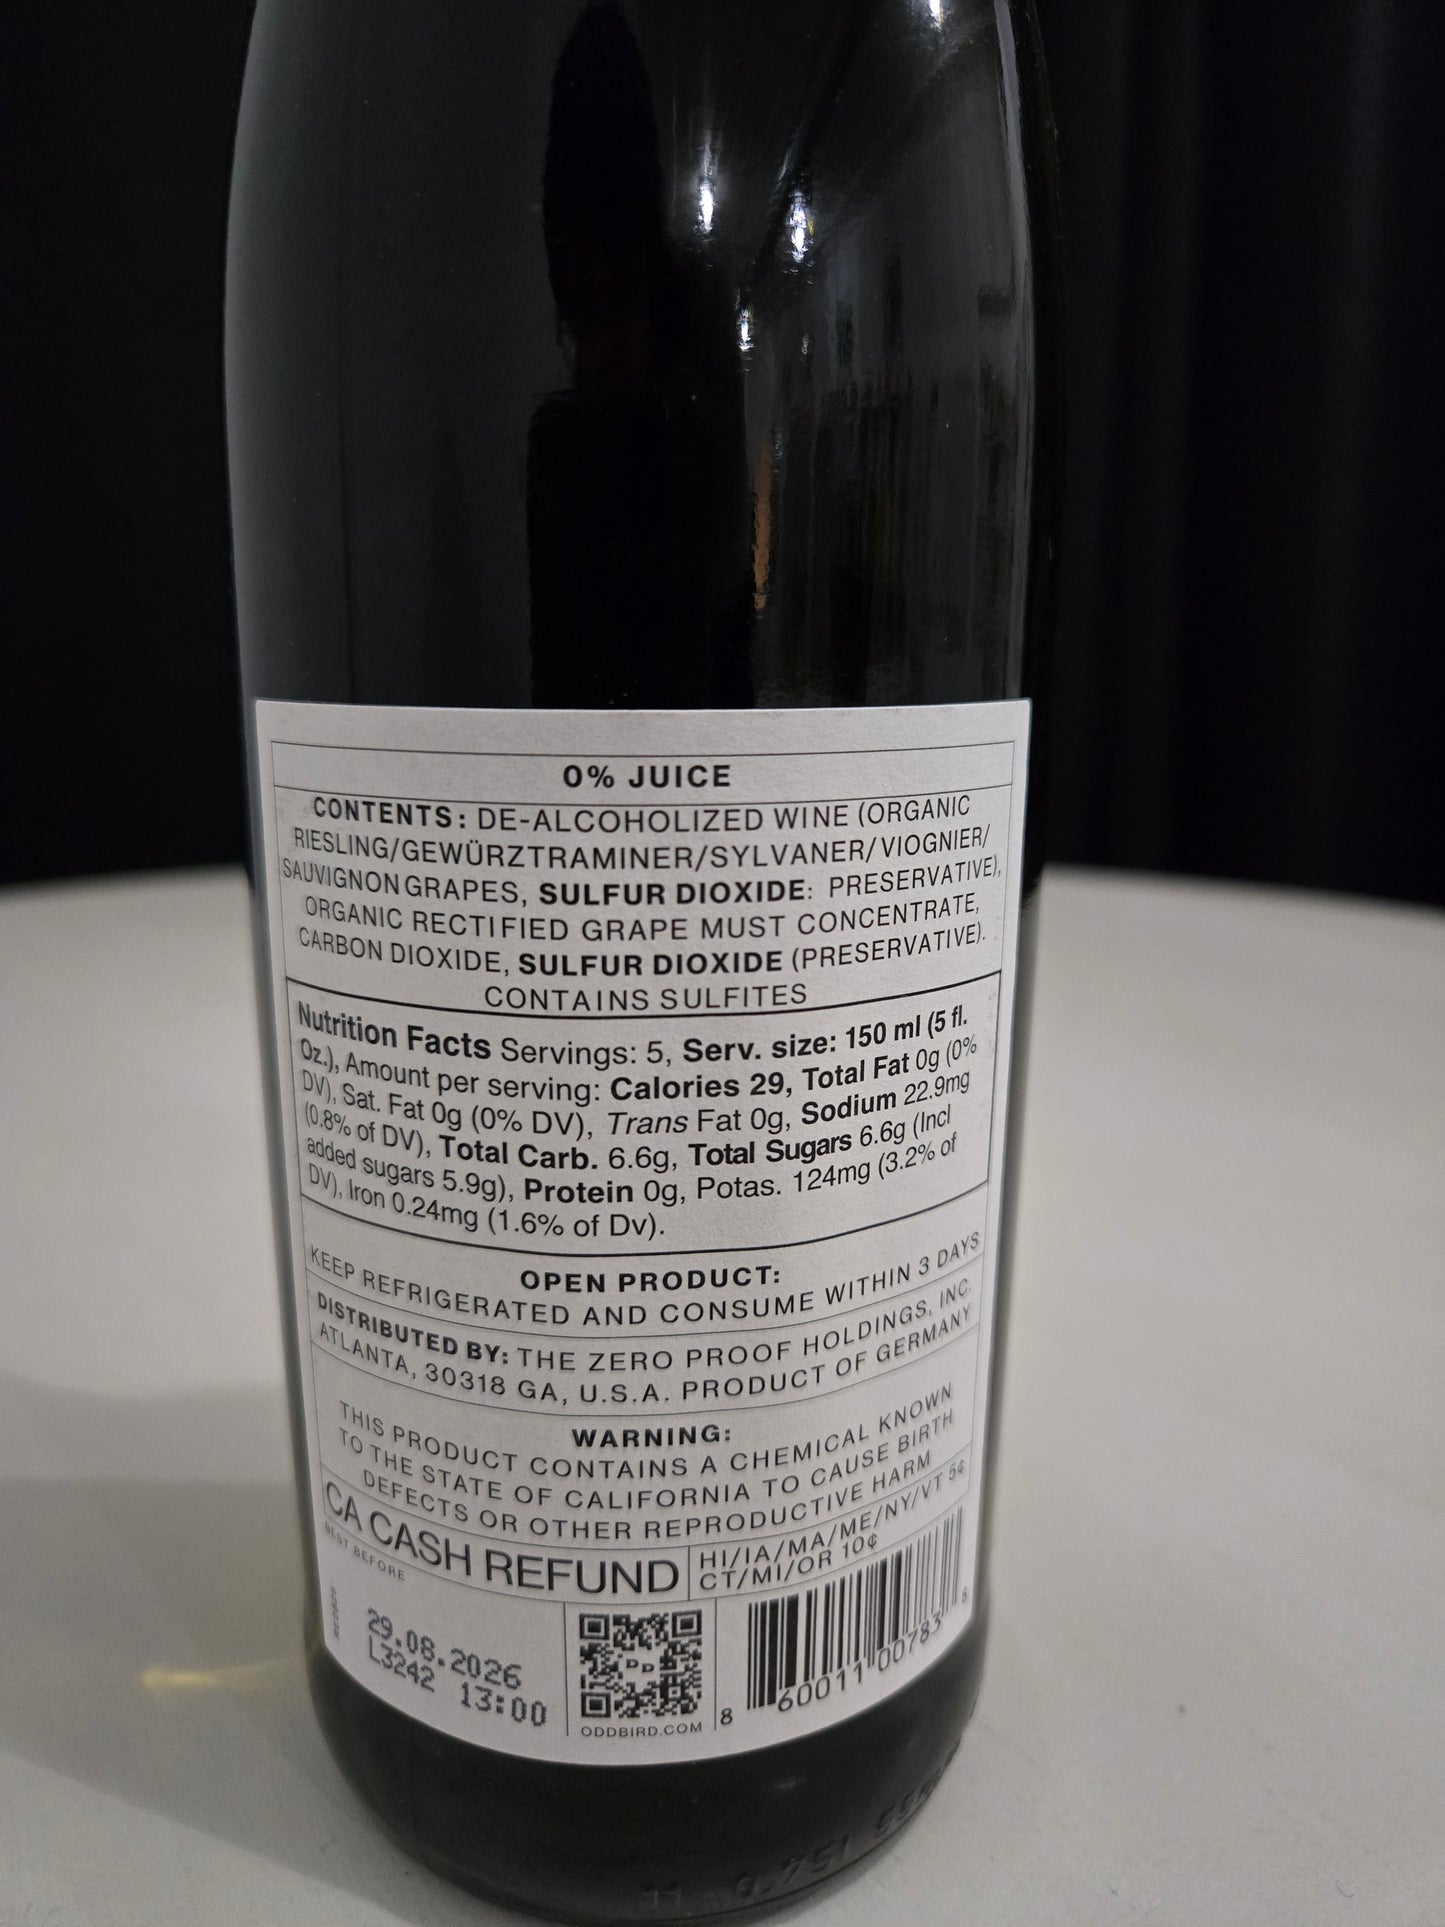 0% JUICE
CONTENTS: DE-ALCOHOLIZED WINE (ORGANIC
RIESLING/GEWÜRZTRAMINER/SYLVANER/VIOGNIER/
SAUVIGNON GRAPES, SULFUR DIOXIDE: PRESERVATIVE),
ORGANIC RECTIFIED GRAPE MUST CONCENTRATE,
CARBON DIOXIDE, SULFUR DIOXIDE (PRESERVATIVE).
CONTAINS SULFITES
Nutrition Facts Servings: 5, Serv. size: 150 ml (5 fl.
Oz.), Amount per serving: Calories 29, Total Fat 0g (0%
DV), Sat. Fat 0g (0% DV), Trans Fat 0g, Sodium 22.9mg
(0.8% of DV), Total Carb. 6.6g, Total Sugars 6.6g (Incl
added sugars 5.9g), Protein 0g, Potas. 124mg (3.2% of
DV), Iron 0.24mg (1.6% of Dv).
OPEN PRODUCT:
KEEP REFRIGERATED AND CONSUME WITHIN 3 DAYS
DISTRIBUTED BY: THE ZERO PROOF HOLDINGS, INC.
ATLANTA, 30318 GA, U.S.A. PRODUCT OF GERMANY
WARNING:
THIS PRODUCT CONTAINS A CHEMICAL KNOWN
TO THE STATE OF CALIFORNIA TO CAUSE BIRTH
DEFECTS OR OTHER REPRODUCTIVE HARM
CA CASH REFUND
HI/IA/MA/ME/NY/VT 5¢
CT/MI/OR 10¢
BEST BEFORE
29.08.2026
L3242 13:00
ODDBIRD.COM
8 60011 00783 8
0.75l